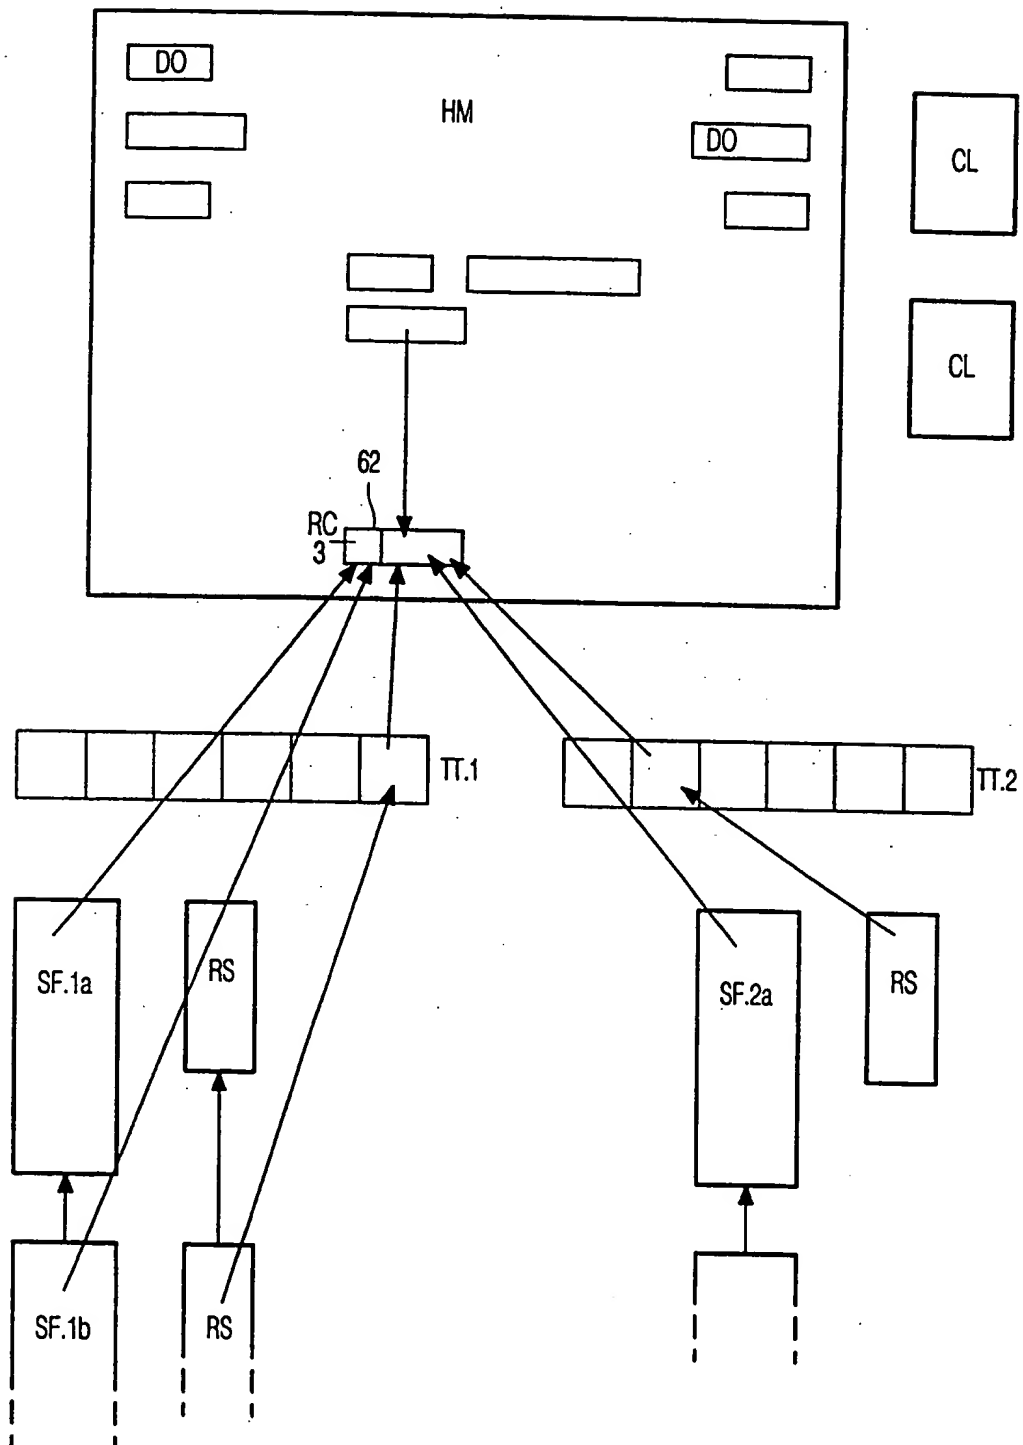 DO
HM
DO
CL
CL
62
RC
3
TT.1
TT.2
SF.1a
RS
SF.2a
RS
SF.1b
RS